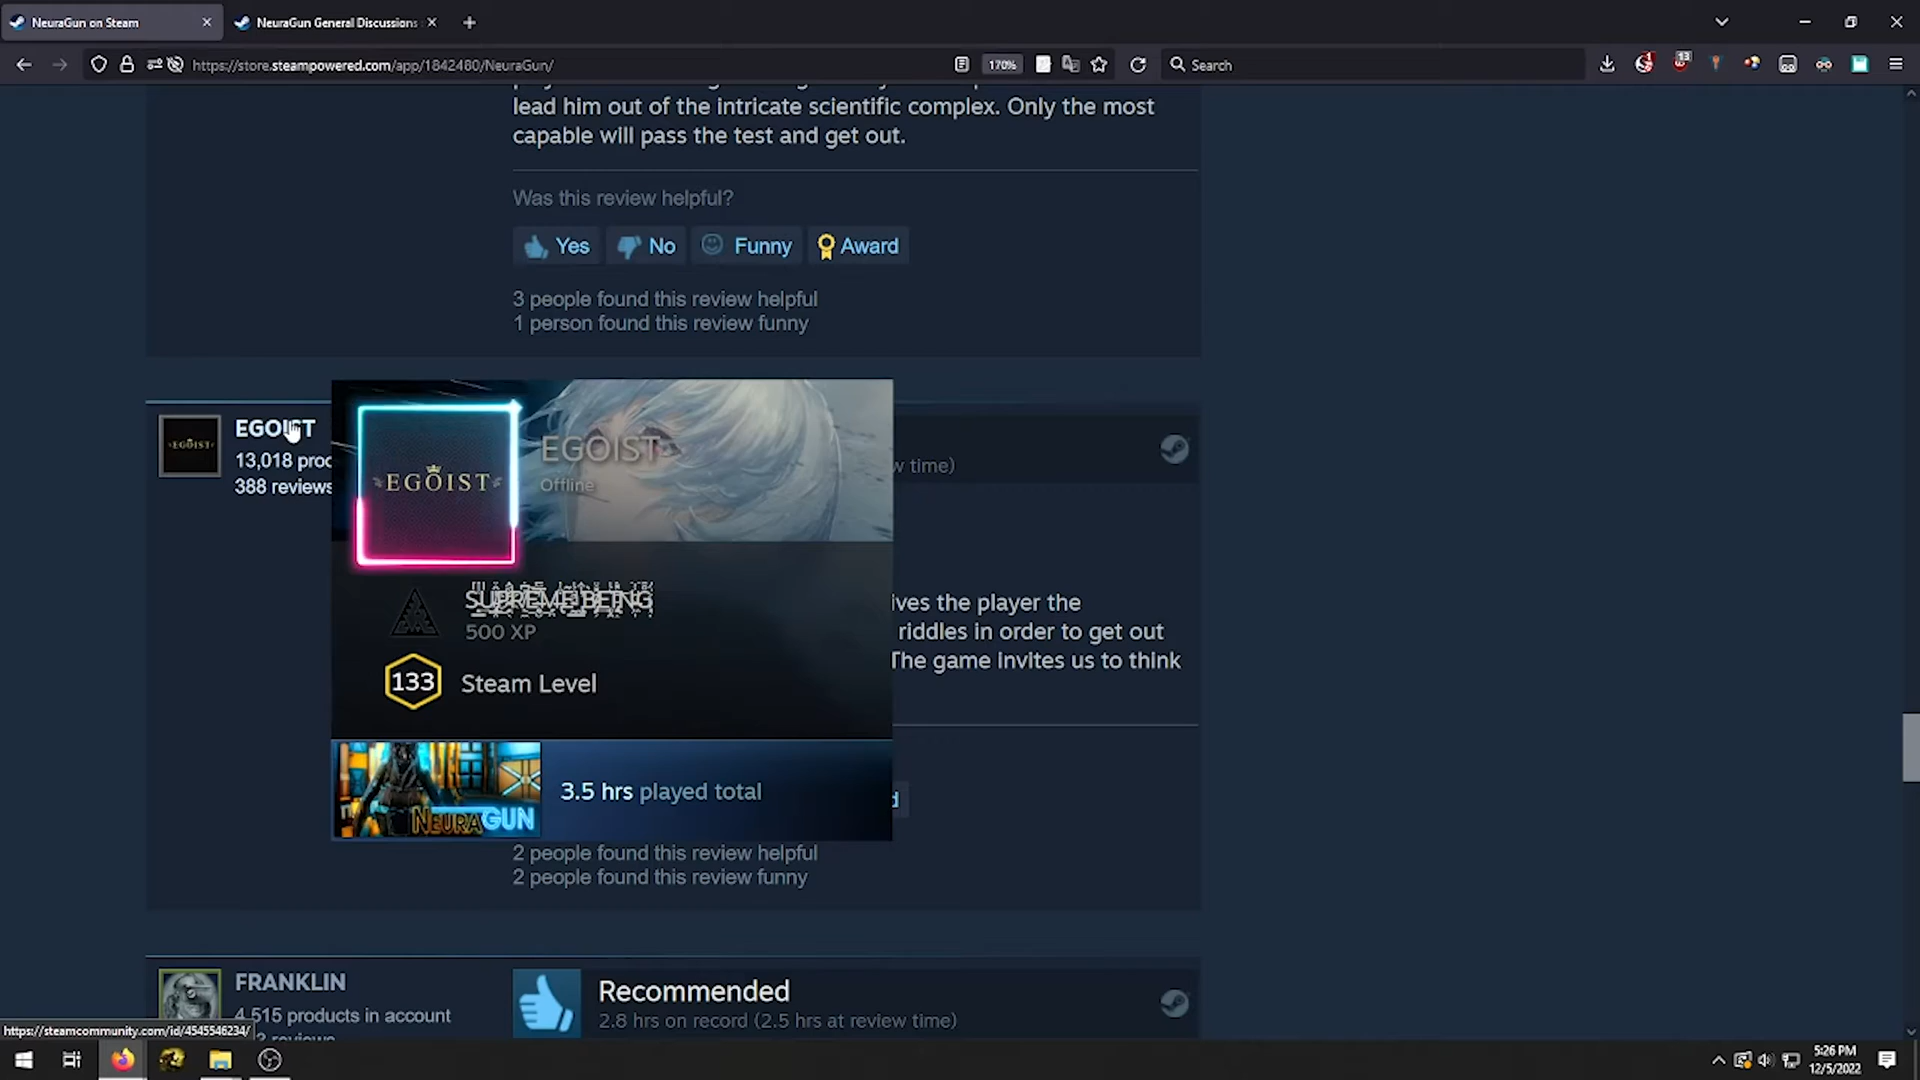 NeuraGun on Steam
NeuraGun General Discussions
https://store.steampowered.com/app/1842480/NeuraGun/
170%
Search
13
lead him out of the intricate scientific complex. Only the most
capable will pass the test and get out.
Was this review helpful?
Yes
No
Funny
Award
3 people found this review helpful
1 person found this review funny
EGOIST
13,018
388 reviews
EGOIST
EGOIST
Offline
EGOIST
SUPREME BEING
500 XP
133
Steam Level
NEURAGUN
3.5 hrs played total
time)
the player the
riddles in order to get out
The game invites us to think
2 people found this review helpful
2 people found this review funny
FRANKLIN
4,515 products in account
Recommended
2.8 hrs on record (2.5 hrs at review time)
https://steamcommunity.com/id/4545546234/
5:26 PM
12/5/2022